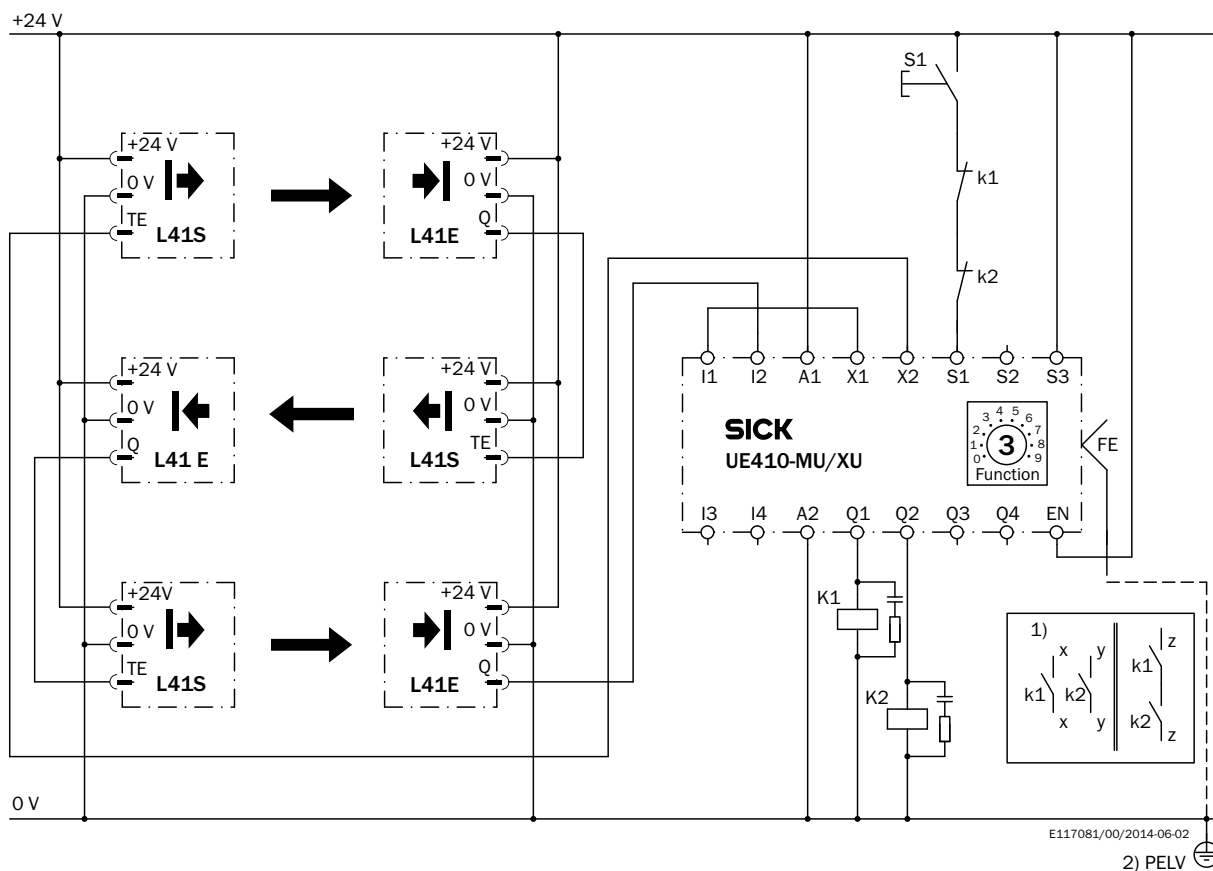 +24 V
S1
+24 V
0 V
TE
L41S
+24 V
0 V
Q
L41E
k1
k2
+24 V
0 V
Q
L41 E
+24 V
0 V
TE
L41S
I1 I2 A1 X1 X2 S1 S2 S3
SICK
UE410-MU/XU
0 1 2 3 4 5 6 7 8 9
3
Function
FE
I3 I4 A2 Q1 Q2 Q3 Q4 EN
+24V
0 V
TE
L41S
+24 V
0 V
Q
L41E
K1
K2
1)
x y z
k1 k2 k1
k2
x y z
0 V
E117081/00/2014-06-02
2) PELV